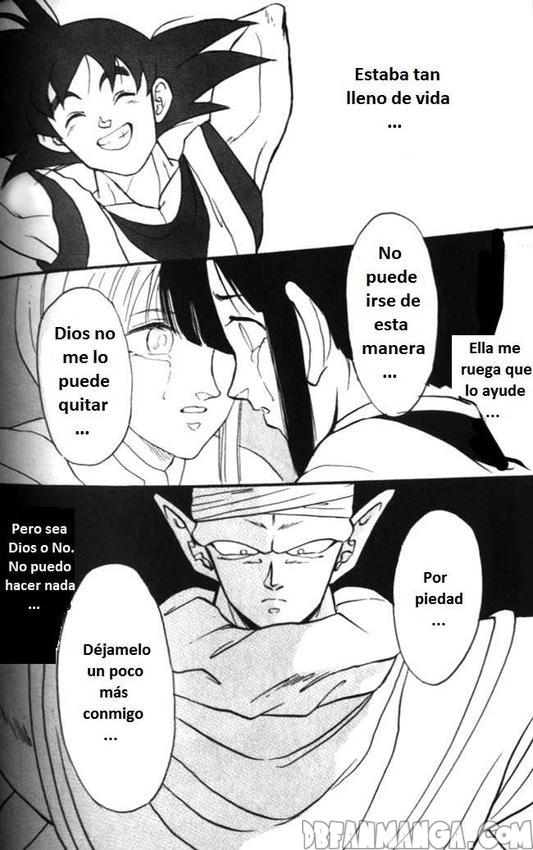 Estaba tan
lleno de vida
...
No
puede
irse de
esta
manera
...
Dios no
me lo
puede
quitar
...
Ella me
ruega que
lo ayude
...
Pero sea
Dios o No.
No puedo
hacer nada
...
Por
piedad
...
Déjamelo
un poco
más
conmigo
...
DBFANMANGA.COM